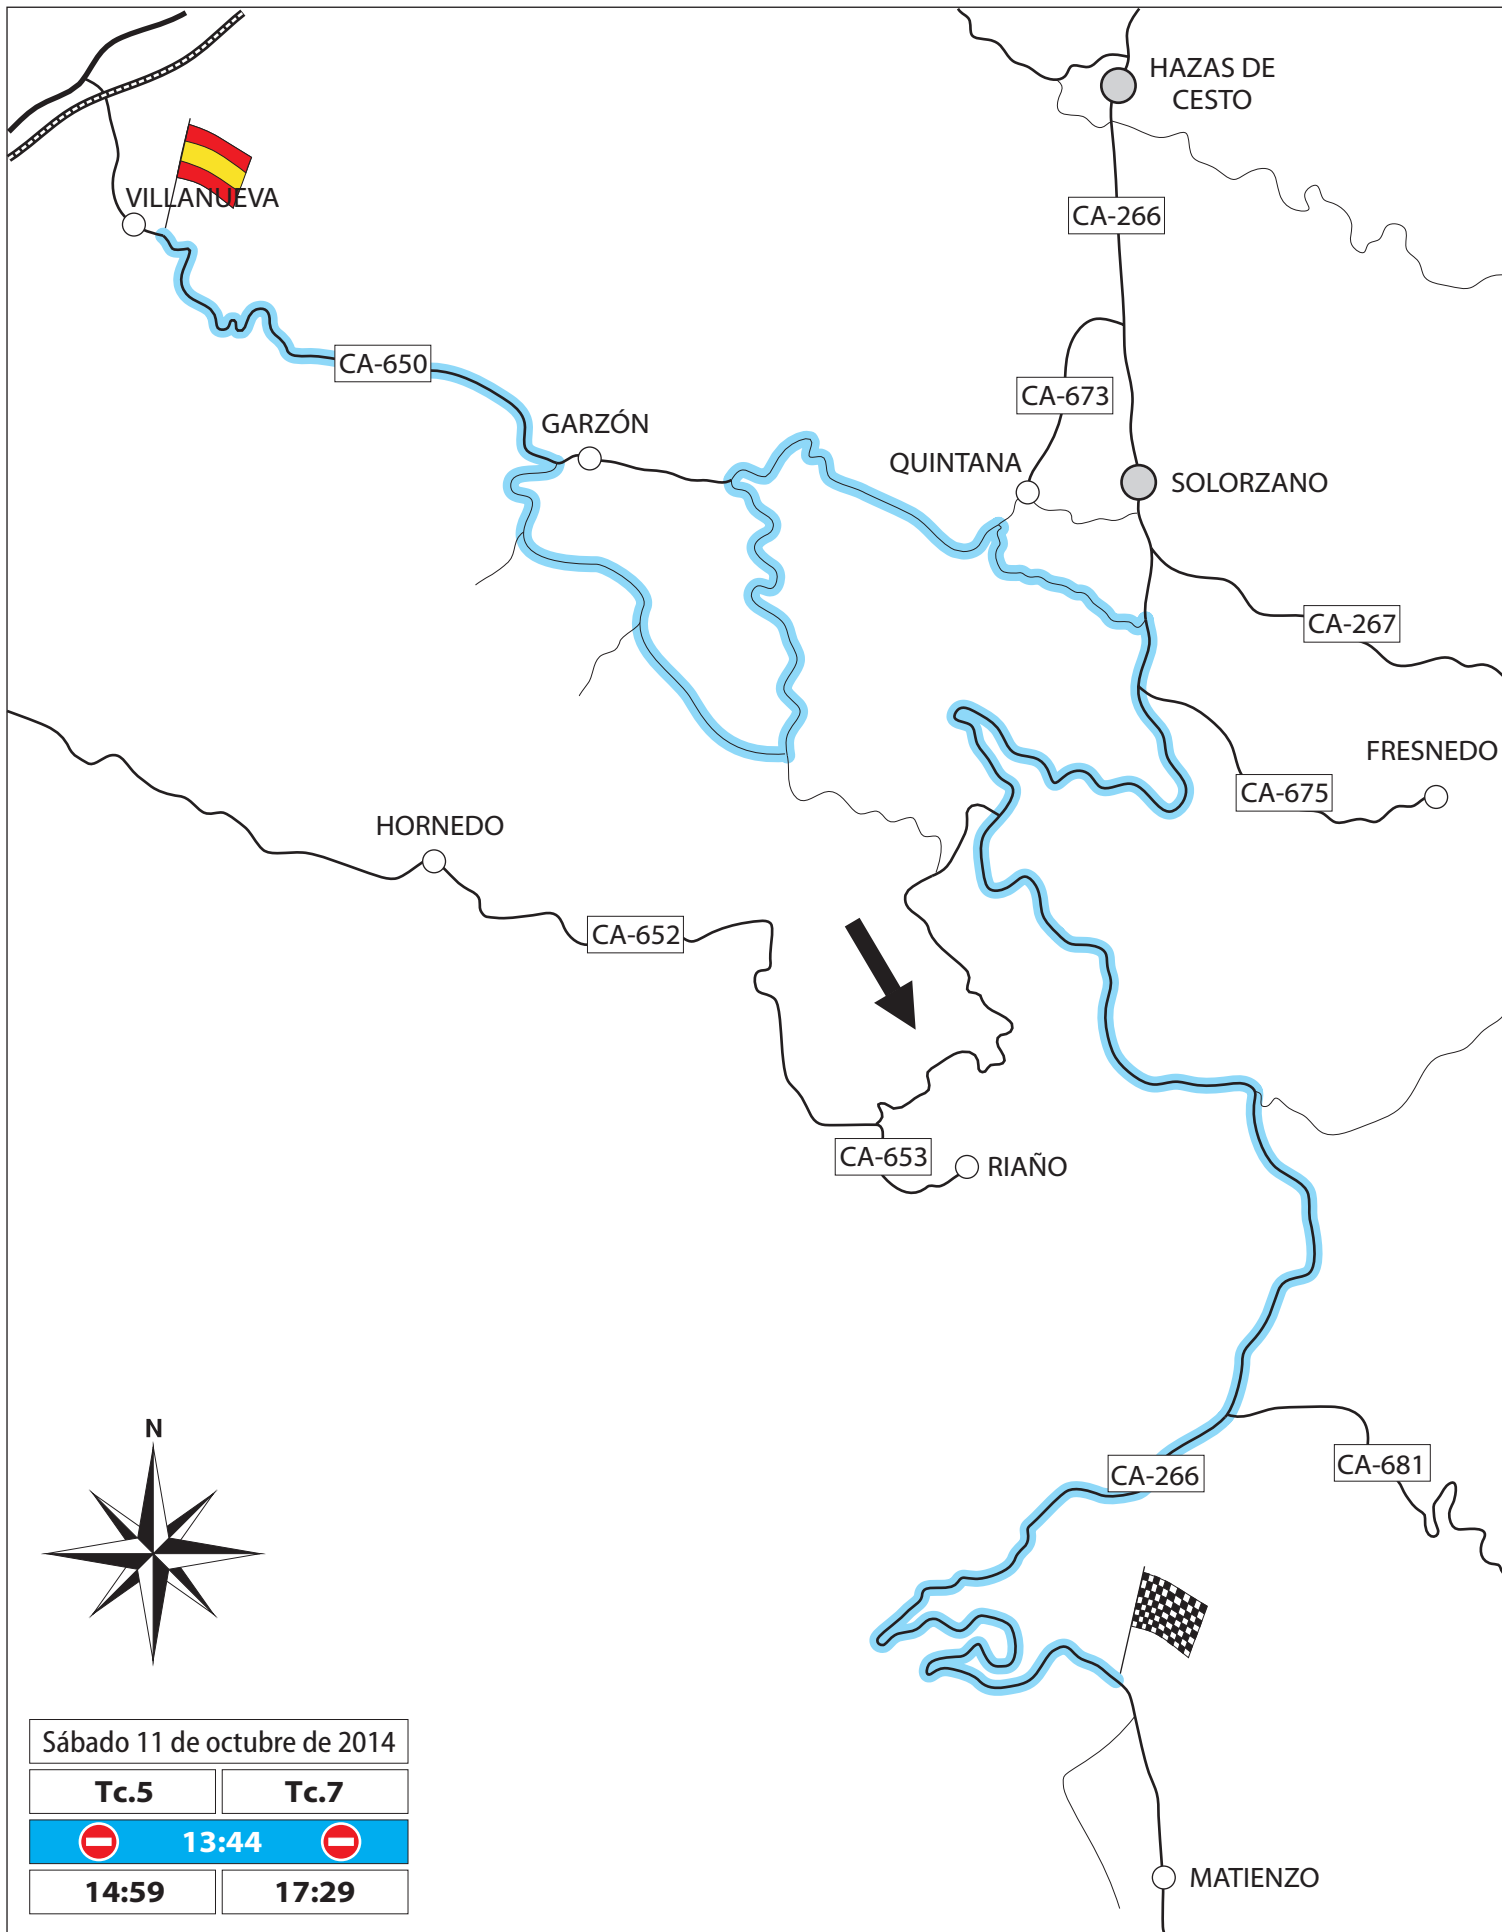 HAZAS DE
CESTO
VILLANUEVA
CA-266
CA-650
CA-673
GARZÓN
QUINTANA
SOLORZANO
CA-267
FRESNEDO
CA-675
HORNEDO
CA-652
CA-653
RIAÑO
N
CA-266
CA-681
Sábado 11 de octubre de 2014
Tc.5 Tc.7
13:44
14:59 17:29
MATIENZO